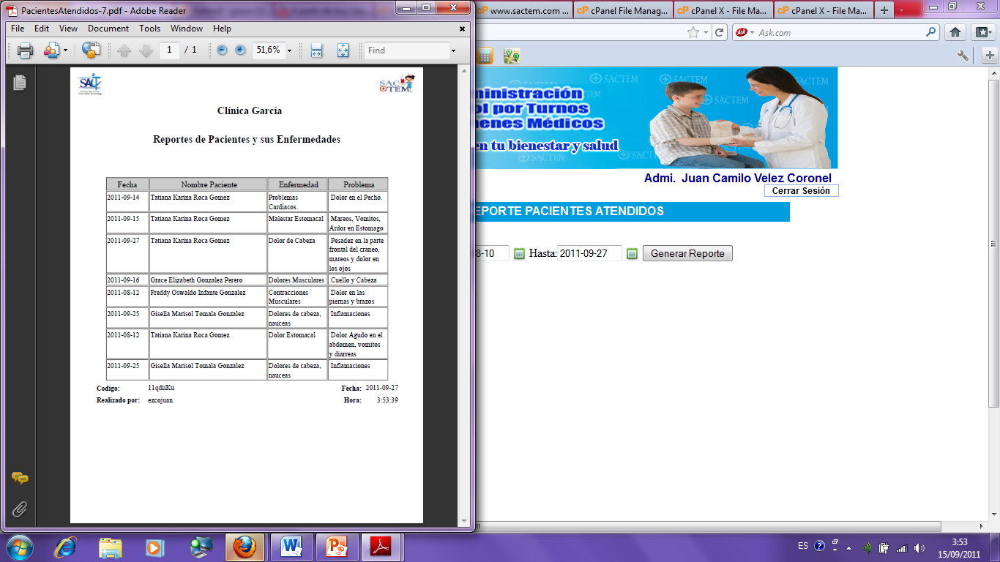 PacientesAtendidos-7.pdf - Adobe Reader
File Edit View Document Tools Window Help
1 / 1 51,6% Find
SACT
SAC TEM
Clínica García
Reportes de Pacientes y sus Enfermedades
Fecha Nombre Paciente Enfermedad Problema
2011-09-14 Tatiana Karina Roca Gomez Problemas Cardíacos. Dolor en el Pecho.
2011-09-15 Tatiana Karina Roca Gomez Malestar Estomacal Mareos, Vomitos, Ardor en Estomago
2011-09-27 Tatiana Karina Roca Gomez Dolor de Cabeza Pesadez en la parte frontal del craneo, mareos y dolor en los ojos
2011-09-16 Grace Elizabeth Gonzalez Perero Dolores Musculares Cuello y Cabeza
2011-08-12 Freddy Oswaldo Infante Gonzalez Contracciones Musculares Dolor en las piernas y brazos
2011-09-25 Gisella Marisol Tomala Gonzalez Dolores de cabeza, nauceas Inflamaciones
2011-08-12 Tatiana Karina Roca Gomez Dolor Estomacal Dolor Agudo en el abdomen, vomitos y diarreas
2011-09-25 Gisella Marisol Tomala Gonzalez Dolores de cabeza, nauceas Inflamaciones
Codigo: 11qdiiKu Fecha: 2011-09-27
Realizado por: ezcojuan Hora: 3:53:39
www.sactem.com ... cPanel File Manag... cPanel X - File Ma... cPanel X - File Ma...
Ask.com
ministración
ol por Turnos
menes Médicos
en tu bienestar y salud
SACTEM SACTEM SACTEM SACTEM
Admi. Juan Camilo Velez Coronel
Cerrar Sesión
EPORTE PACIENTES ATENDIDOS
8-10 Hasta: 2011-09-27 Generar Reporte
ES 3:53
15/09/2011